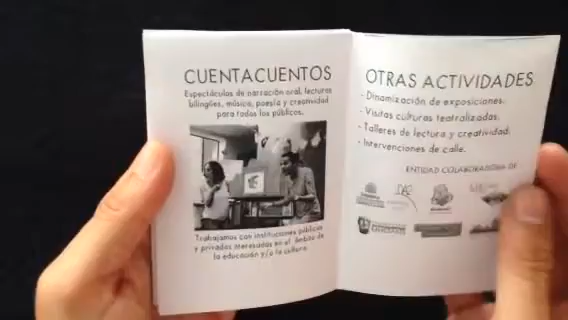 CUENTACUENTOS
Espectáculos de narración oral, lecturas
bilingües, música, poesía y creatividad
para todos los públicos.
Trabajamos con instituciones públicas
y privadas interesadas en el ámbito de
la educación y/o la cultura.
OTRAS ACTIVIDADES
- Dinamización de exposiciones.
- Visitas culturas teatralizadas.
- Talleres de lectura y creatividad.
- Intervenciones de calle.
ENTIDAD COLABORADORA DE